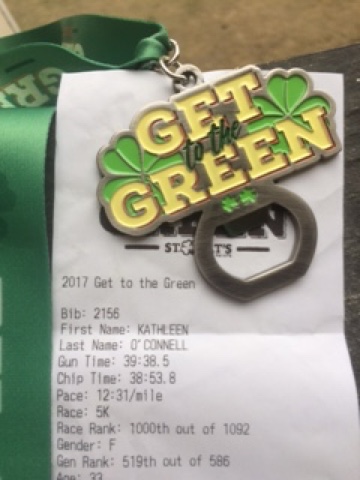 GET
to the
GREEN
2017 Get to the Green
Bib: 2156
First Name: KATHLEEN
Last Name: O'CONNELL
Gun Time: 39:38.5
Chip Time: 38:53.8
Pace: 12:31/mile
Race: 5K
Race Rank: 1000th out of 1092
Gender: F
Gen Rank: 519th out of 586
Age: 33